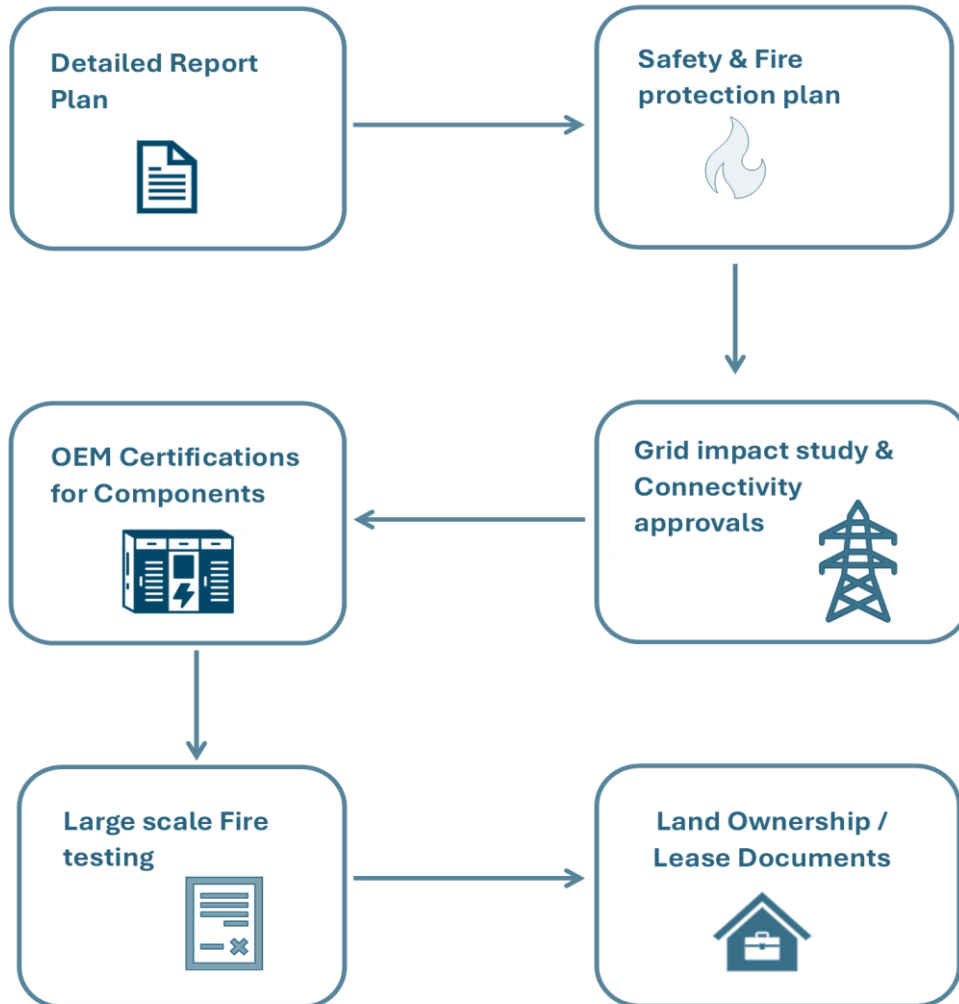 Detailed Report
Plan
Safety & Fire
protection plan
Grid impact study &
Connectivity
approvals
OEM Certifications
for Components
Large scale Fire
testing
Land Ownership /
Lease Documents